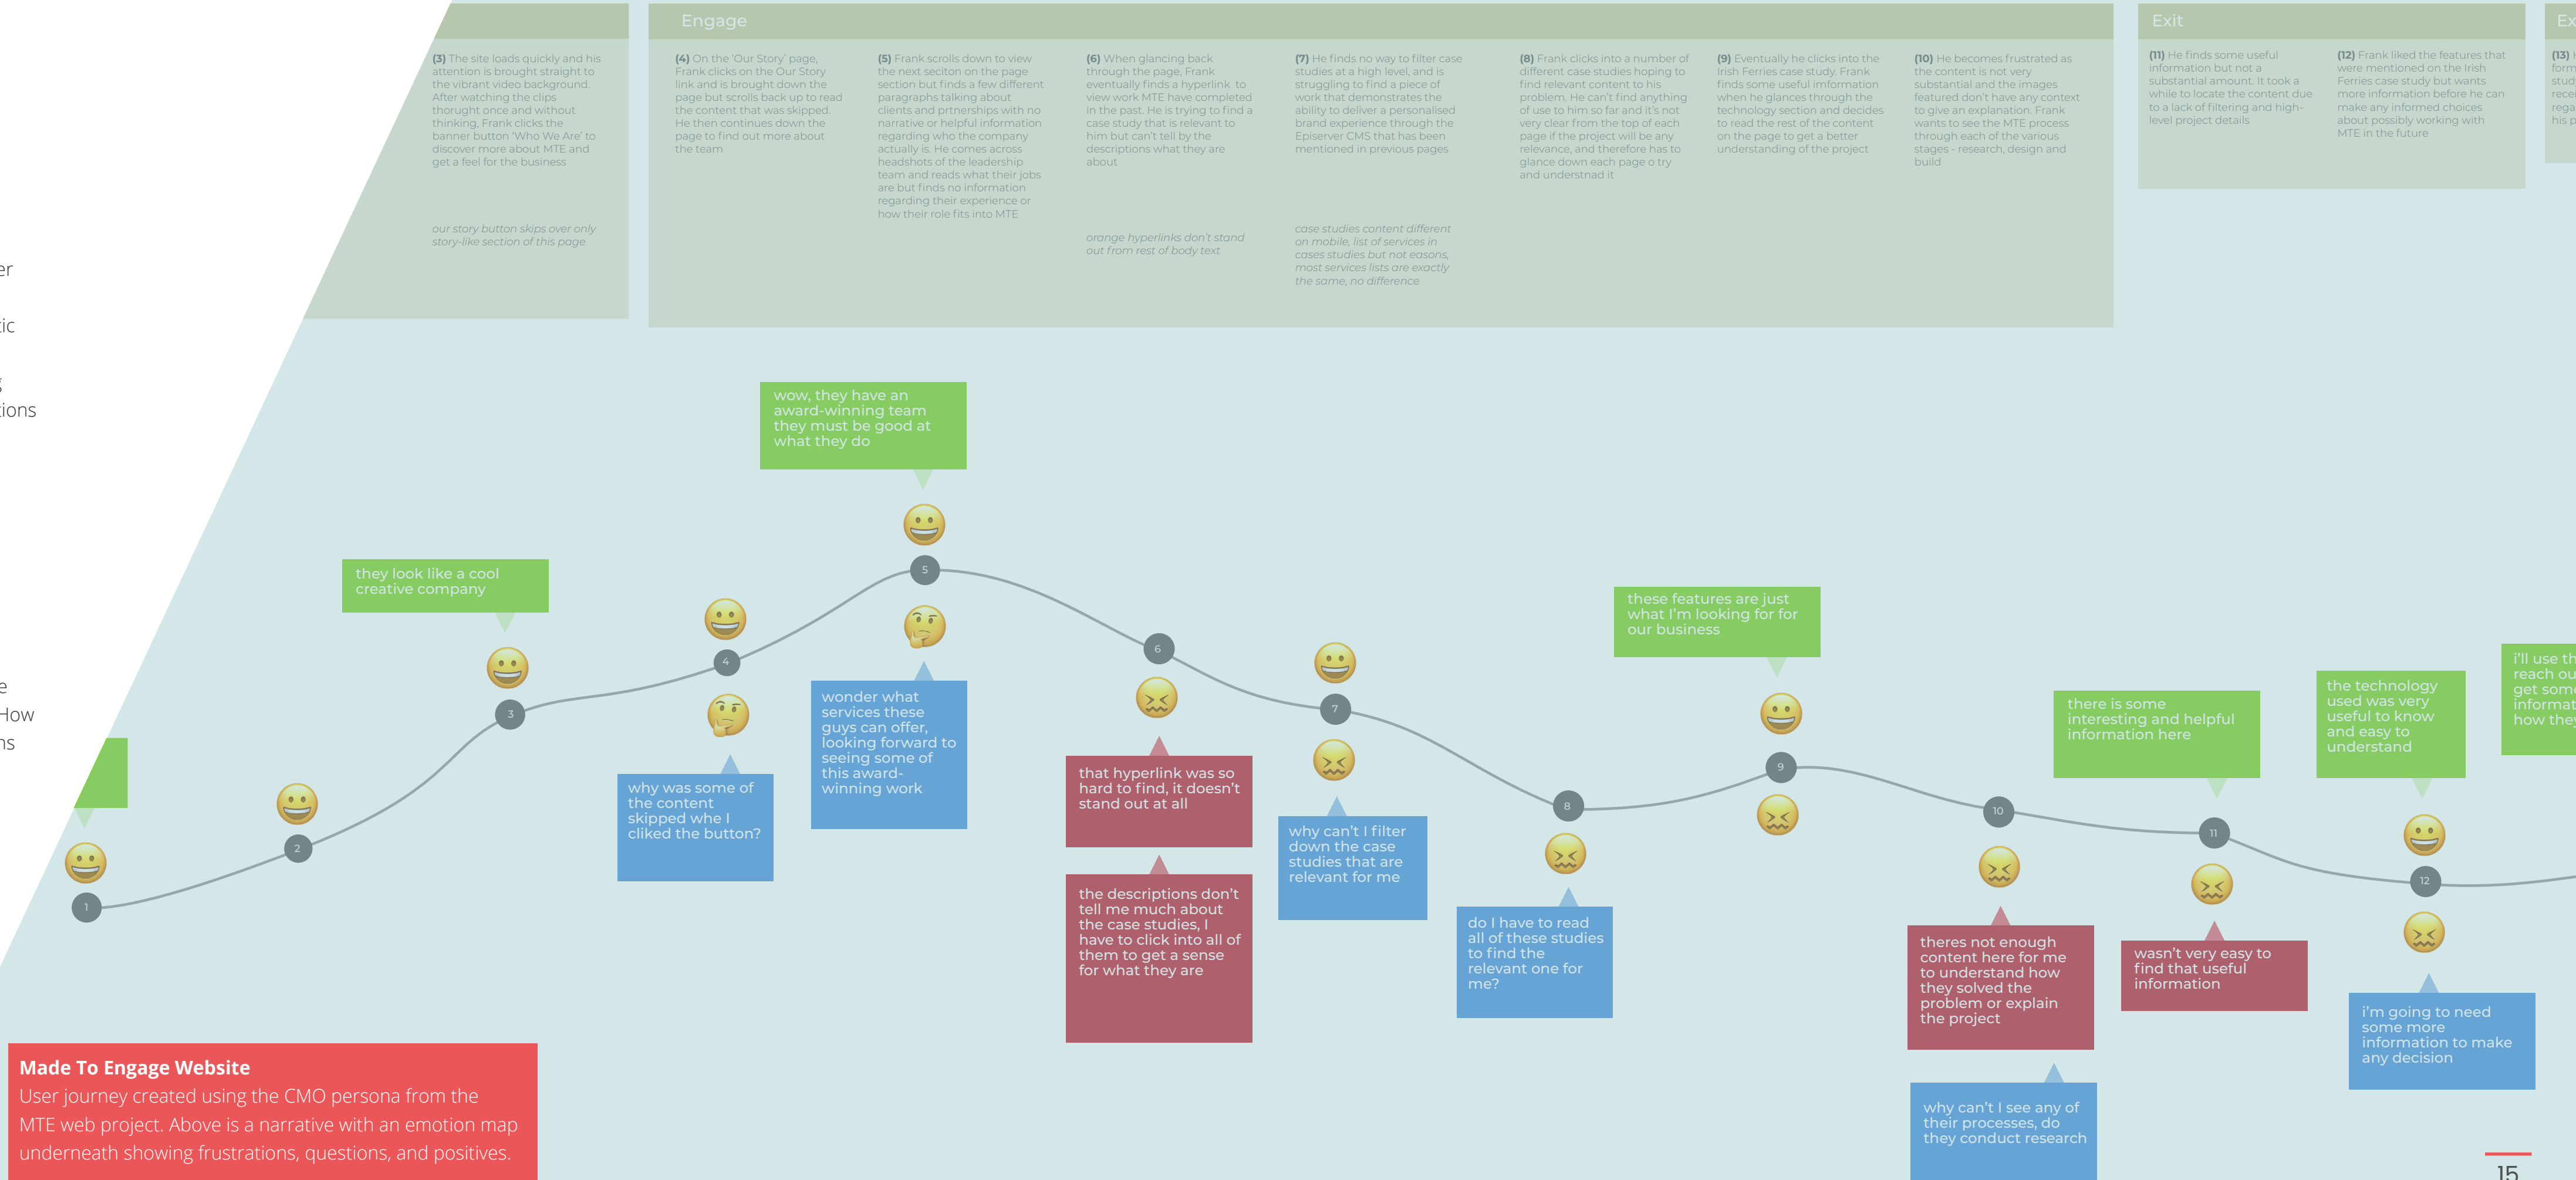 Engage
Exit
Ex
(3) The site loads quickly and his
attention is brought straight to
the vibrant video background.
After watching the clips
thorought once and without
thinking, Frank clicks the
banner button 'Who We Are' to
discover more about MTE and
get a feel for the business
our story button skips over only
story-like section of this page
(4) On the 'Our Story' page,
Frank clicks on the Our Story
link and is brought down the
page but scrolls back up to read
the content that was skipped.
He then continues down the
page to find out more about
the team
(5) Frank scrolls down to view
the next seciton on the page
section but finds a few different
paragraphs talking about
clients and prtnerships with no
narrative or helpful information
regarding who the company
actually is. He comes across
headshots of the leadership
team and reads what their jobs
are but finds no information
regarding their experience or
how their role fits into MTE
(6) When glancing back
through the page, Frank
eventually finds a hyperlink to
view work MTE have completed
in the past. He is trying to find a
case study that is relevant to
him but can't tell by the
descriptions what they are
about
orange hyperlinks don't stand
out from rest of body text
(7) He finds no way to filter case
studies at a high level, and is
struggling to find a piece of
work that demonstrates the
ability to deliver a personalised
brand experience through the
Episerver CMS that has been
mentioned in previous pages
case studies content different
on mobile, list of services in
cases studies but not easons,
most services lists are exactly
the same, no difference
(8) Frank clicks into a number of
different case studies hoping to
find relevant content to his
problem. He can't find anything
of use to him so far and it's not
very clear from the top of each
page if the project will be any
relevance, and therefore has to
glance down each page o try
and understnad it
(9) Eventually he clicks into the
Irish Ferries case study. Frank
finds some useful imformation
when he glances through the
technology section and decides
to read the rest of the content
on the page to get a better
understanding of the project
(10) He becomes frustrated as
the content is not very
substantial and the images
featured don't have any context
to give an explanation. Frank
wants to see the MTE process
through each of the various
stages - research, design and
build
(11) He finds some useful
information but not a
substantial amount. It took a
while to locate the content due
to a lack of filtering and high-
level project details
(12) Frank liked the features that
were mentioned on the Irish
Ferries case study but wants
more information before he can
make any informed choices
about possibly working with
MTE in the future
(13) H
form
stud
recei
rega
his p
er
tic
g
tions
e
How
ns
wow, they have an
award-winning team
they must be good at
what they do
they look like a cool
creative company
these features are just
what I'm looking for for
our business
there is some
interesting and helpful
information here
the technology
used was very
useful to know
and easy to
understand
i'll use th
reach ou
get some
informat
how they
1
2
3
4
5
6
7
8
9
10
11
12
why was some of
the content
skipped whe I
cliked the button?
wonder what
services these
guys can offer,
looking forward to
seeing some of
this award-
winning work
that hyperlink was so
hard to find, it doesn't
stand out at all
the descriptions don't
tell me much about
the case studies, I
have to click into all of
them to get a sense
for what they are
why can't I filter
down the case
studies that are
relevant for me
do I have to read
all of these studies
to find the
relevant one for
me?
theres not enough
content here for me
to understand how
they solved the
problem or explain
the project
why can't I see any of
their processes, do
they conduct research
wasn't very easy to
find that useful
information
i'm going to need
some more
information to make
any decision
Made To Engage Website
User journey created using the CMO persona from the
MTE web project. Above is a narrative with an emotion map
underneath showing frustrations, questions, and positives.
15